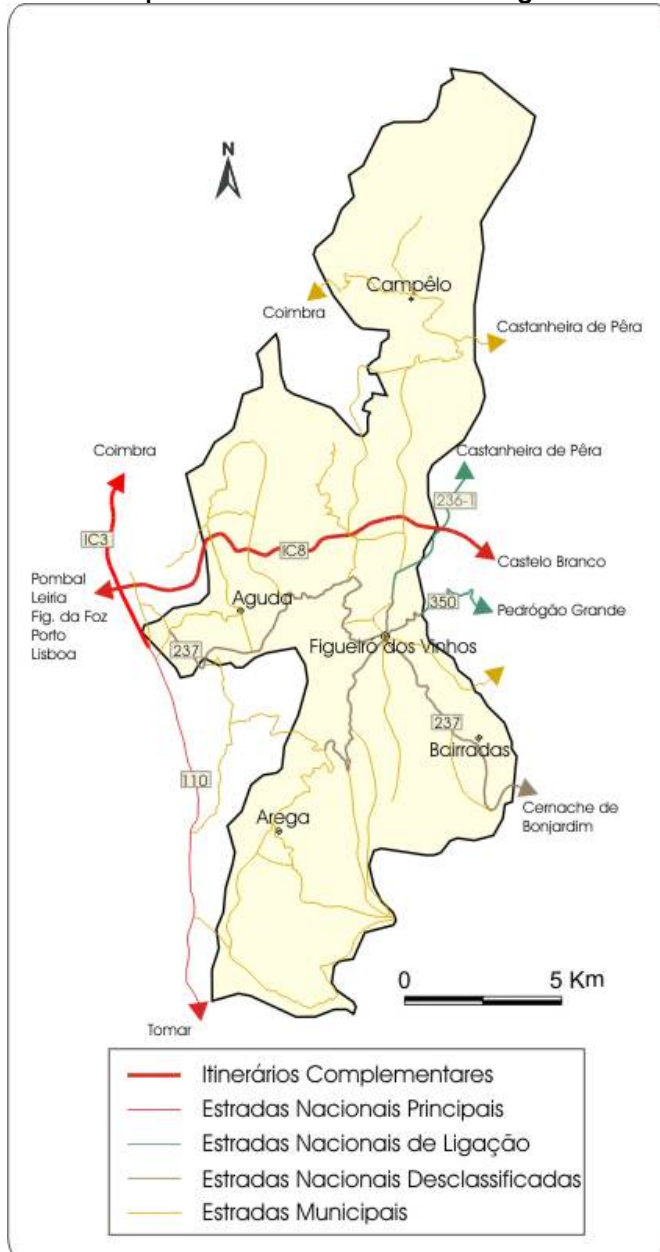 N
Campêlo
Coimbra
Castanheira de Pêra
Coimbra
Castanheira de Pêra
236-1
IC3
IC8
Castelo Branco
Pombal
Leiria
Fig. da Foz
Porto
Lisboa
Aguda
350
Pedrógão Grande
Figueiro dos Vinhos
237
237
Bairradas
110
Arega
Cernache de
Bonjardim
0 5 Km
Tomar
Itinerários Complementares
Estradas Nacionais Principais
Estradas Nacionais de Ligação
Estradas Nacionais Desclassificadas
Estradas Municipais